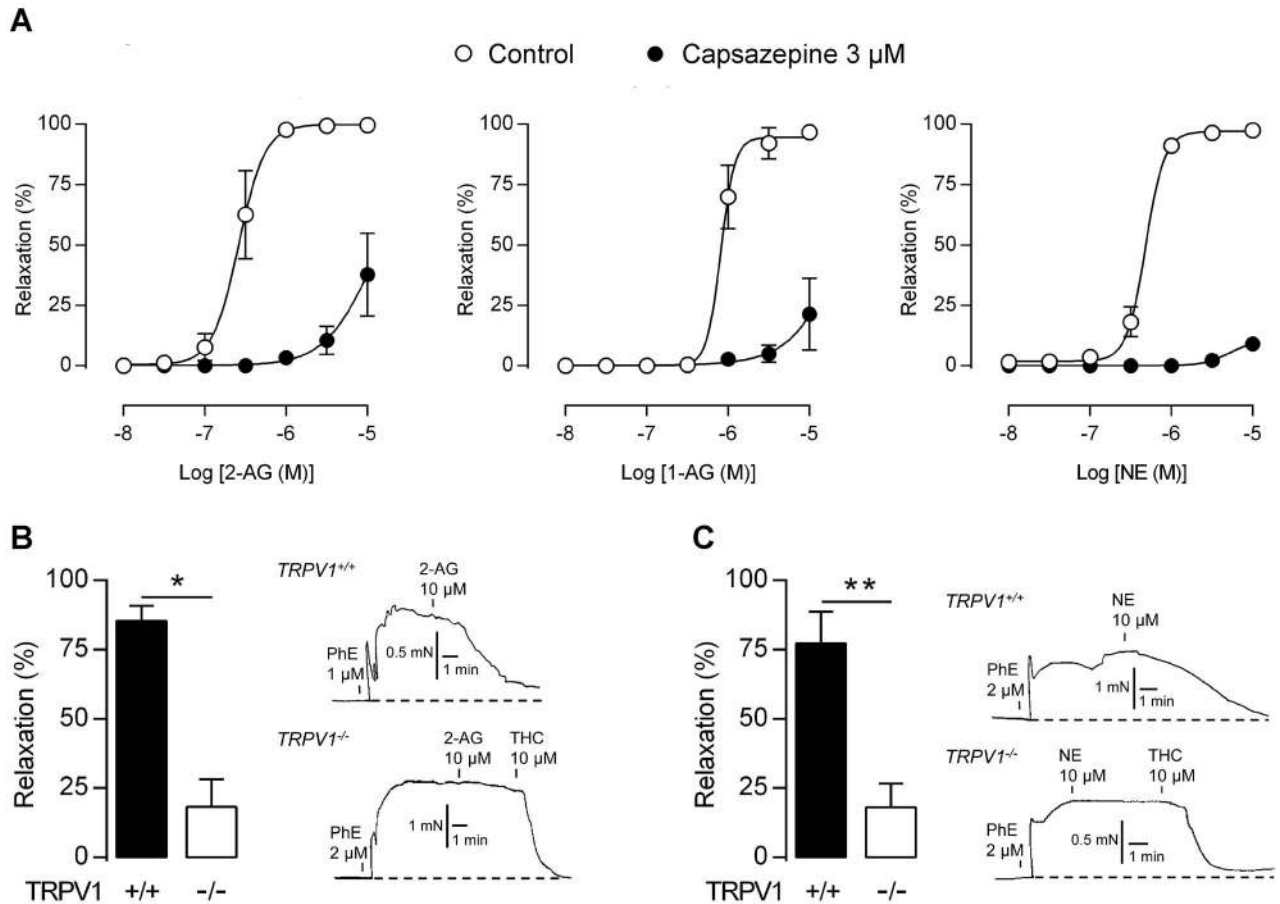 A
Control
Capsazepine 3 µM
100
75
50
25
0
Relaxation (%)
-8
-7
-6
-5
Log [2-AG (M)]
100
75
50
25
0
Relaxation (%)
-8
-7
-6
-5
Log [1-AG (M)]
100
75
50
25
0
Relaxation (%)
-8
-7
-6
-5
Log [NE (M)]
B
100
75
50
25
0
Relaxation (%)
*
TRPV1 +/+ -/-
TRPV1+/+
2-AG
10 µM
PhE
1 µM
0.5 mN
1 min
TRPV1-/-
2-AG
10 µM
THC
10 µM
PhE
2 µM
1 mN
1 min
C
100
75
50
25
0
Relaxation (%)
**
TRPV1 +/+ -/-
TRPV1+/+
NE
10 µM
PhE
2 µM
1 mN
1 min
TRPV1-/-
NE
10 µM
THC
10 µM
PhE
2 µM
0.5 mN
1 min